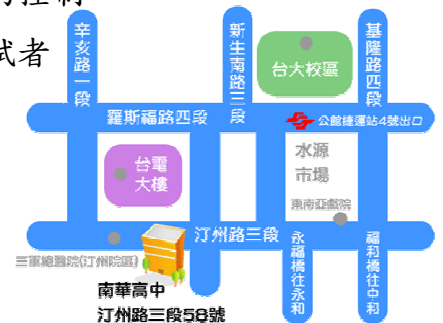 控制
試者
辛亥路一段
新生南路三段
基隆路四段
台大校區
羅斯福路四段
公館捷運站4號出口
水源
市場
台電
大樓
東南亞戲院
汀州路三段
三軍總醫院(汀州院區)
永福橋往永和
福和橋往中和
南華高中
汀州路三段58號